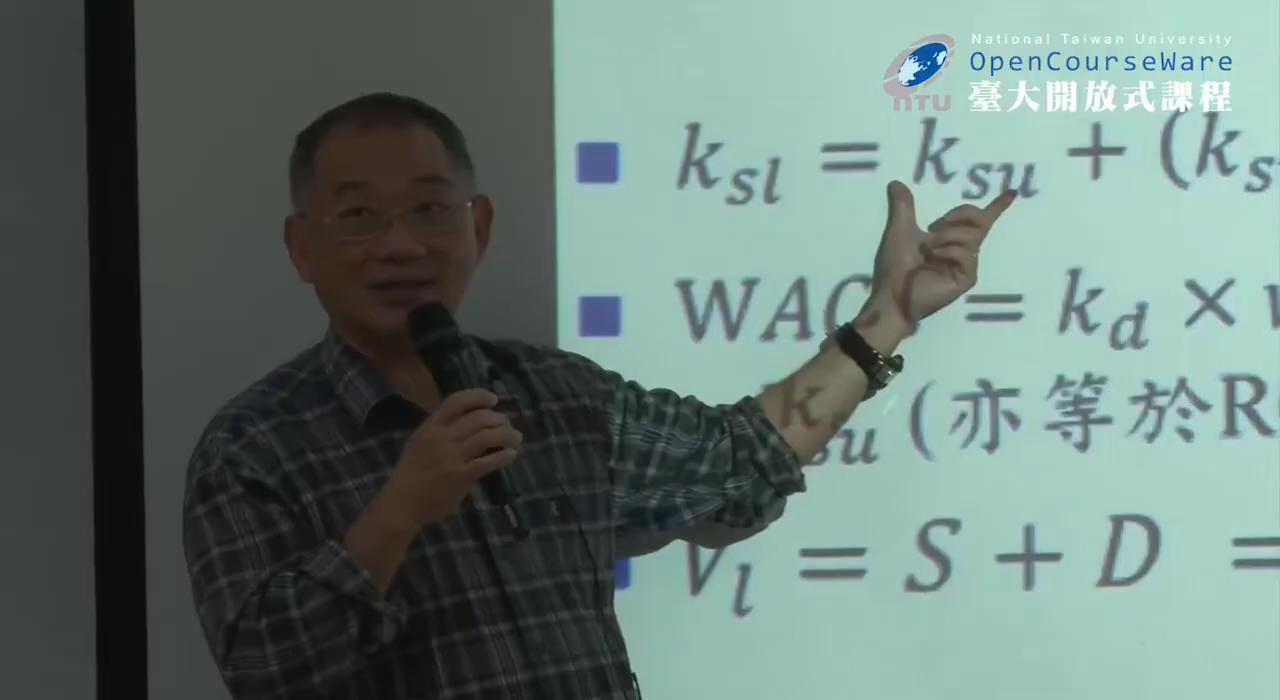 National Taiwan University
OpenCourseWare
NTU 臺大開放式課程
k_sl = k_su + (k_s
WAC = k_d ×
k_su (亦等於R
V_l = S + D =